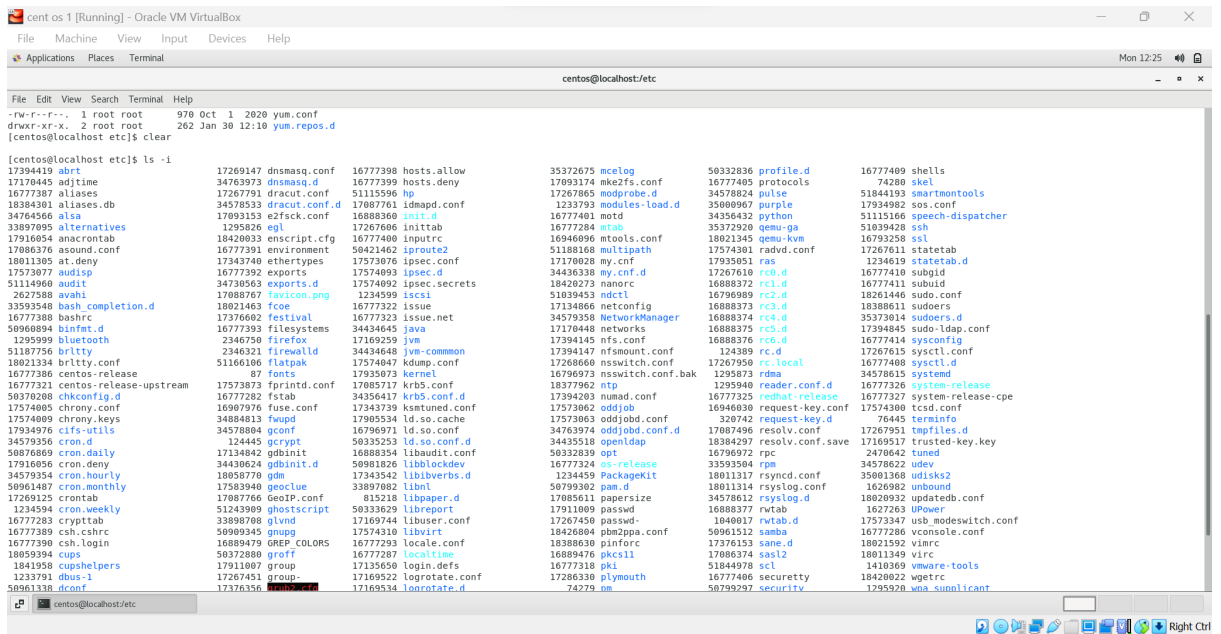 cent os 1 [Running] - Oracle VM VirtualBox
File Machine View Input Devices Help
Applications Places Terminal Mon 12:25
centos@localhost:/etc
File Edit View Search Terminal Help
-rw-r--r--. 1 root root 970 Oct 1 2020 yum.conf
drwxr-xr-x. 2 root root 262 Jan 30 12:10 yum.repos.d
[centos@localhost etc]$ clear
[centos@localhost etc]$ ls -i
17394419 abrt 17269147 dnsmasq.conf 16777398 hosts.allow 35372675 mcelog 50332836 profile.d 16777409 shells
17170445 adjtime 34763973 dnsmasq.d 16777399 hosts.deny 17093174 mke2fs.conf 16777405 protocols 74280 skel
16777387 aliases 17267791 dracut.conf 51115596 hp 17267865 modprobe.d 34578824 pulse 51844193 smartmontools
18384301 aliases.db 34578533 dracut.conf.d 17087761 idmapd.conf 1233793 modules-load.d 35000967 purple 17934982 sos.conf
34764566 alsa 17093153 e2fsck.conf 16888360 init.d 16777401 motd 34356432 python 51115166 speech-dispatcher
33897095 alternatives 1295826 egl 17267606 inittab 16777284 mtab 35372920 qemu-ga 51039428 ssh
17916054 anacrontab 18420033 enscript.cfg 16777400 inputrc 16946096 mtools.conf 18021345 qemu-kvm 16793258 ssl
17086376 asound.conf 16777391 environment 50421462 iproute2 51188168 multipath 17574301 radvd.conf 17267611 statetab
18011305 at.deny 17343740 ethertypes 17573076 ipsec.conf 17170028 my.cnf 17935051 ras 1234619 statetab.d
17573077 audisp 16777392 exports 17574093 ipsec.d 34436338 my.cnf.d 17267610 rc0.d 16777410 subgid
51114960 audit 34730563 exports.d 17574092 ipsec.secrets 18420273 nanorc 16888372 rc1.d 16777411 subuid
2627588 avahi 17088767 favicon.png 1234599 iscsi 51039453 ndctl 16796989 rc2.d 18261446 sudo.conf
33593548 bash_completion.d 18021463 fcoe 16777322 issue 17134866 netconfig 16888373 rc3.d 18388611 sudoers
16777388 bashrc 17376602 festival 16777323 issue.net 34579358 NetworkManager 16888374 rc4.d 35373014 sudoers.d
50960894 binfmt.d 16777393 filesystems 34434645 java 17170448 networks 16888375 rc5.d 17394845 sudo-ldap.conf
1295999 bluetooth 2346750 firefox 17169259 jvm 17394145 nfs.conf 16888376 rc6.d 16777414 sysconfig
51187756 brltty 2346321 firewalld 34434648 jvm-commmon 17394147 nfsmount.conf 124389 rc.d 17267615 sysctl.conf
18021334 brltty.conf 51166106 flatpak 17574047 kdump.conf 17268660 nsswitch.conf 17267950 rc.local 16777408 sysctl.d
16777386 centos-release 87 fonts 17935073 kernel 16796973 nsswitch.conf.bak 1295873 rdma 34578615 systemd
16777321 centos-release-upstream 17573873 fprintd.conf 17085717 krb5.conf 18377962 ntp 1295940 reader.conf.d 16777326 system-release
50370208 chkconfig.d 16777282 fstab 34356417 krb5.conf.d 17394203 numad.conf 16777325 redhat-release 16777327 system-release-cpe
17574005 chrony.conf 16907976 fuse.conf 17343739 ksmtuned.conf 17573062 oddjob 16946030 request-key.conf 17574300 tcsd.conf
17574009 chrony.keys 34884813 fwupd 17905534 ld.so.cache 17573063 oddjobd.conf 320742 request-key.d 76445 terminfo
17934976 cifs-utils 34578804 gconf 16796971 ld.so.conf 34763974 oddjobd.conf.d 17087496 resolv.conf 17267951 tmpfiles.d
34579356 cron.d 124445 gcrypt 50335253 ld.so.conf.d 34435518 openldap 18384297 resolv.conf.save 17169517 trusted-key.key
50876869 cron.daily 17134842 gdbinit 16888354 libaudit.conf 50332839 opt 16796972 rpc 2470642 tuned
17916056 cron.deny 34430624 gdbinit.d 50981826 libblockdev 16777324 os-release 33593504 rpm 34578622 udev
34579354 cron.hourly 18058770 gdm 17343542 libibverbs.d 1234459 PackageKit 18011317 rsyncd.conf 35001368 udisks2
50961487 cron.monthly 17583940 geoclue 33897082 libnl 50799302 pam.d 18011314 rsyslog.conf 1626982 unbound
17269125 crontab 17087766 GeoIP.conf 815218 libpaper.d 17085611 papersize 34578612 rsyslog.d 18020932 updatedb.conf
1234594 cron.weekly 51243909 ghostscript 50333629 libreport 17911009 passwd 16888377 rwtab 1627263 UPower
16777283 crypttab 33898708 glvnd 17169744 libuser.conf 17267450 passwd- 1040017 rwtab.d 17573347 usb_modeswitch.conf
16777389 csh.cshrc 50909345 gnupg 17574310 libvirt 18426804 pbm2ppa.conf 50961512 samba 16777286 vconsole.conf
16777390 csh.login 16889479 GREP_COLORS 16777293 locale.conf 18388630 pinforc 17376153 sane.d 18021592 vimrc
18059394 cups 50372880 groff 16777287 localtime 16889476 pkcs11 17086374 sasl2 18011349 virc
1841958 cupshelpers 17911007 group 17135650 login.defs 16777318 pki 51844978 scl 1410369 vmware-tools
1233791 dbus-1 17267451 group- 17169522 logrotate.conf 17286330 plymouth 16777406 securetty 18420022 wgetrc
50961338 dconf 17376356 grub2.cfg 17169534 logrotate.d 74279 pm 50799297 security 1295920 wpa_supplicant
centos@localhost:/etc
Right Ctrl